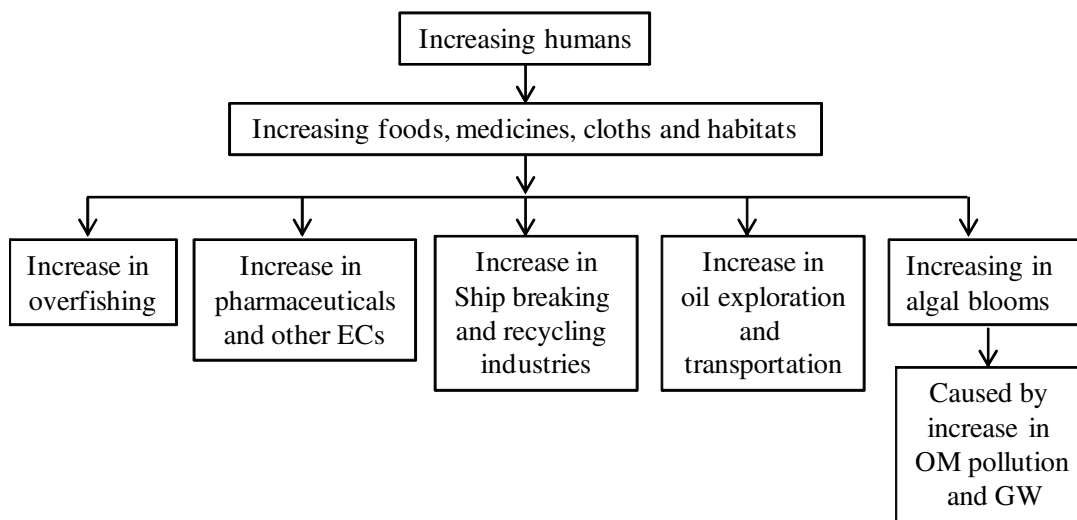 Increasing humans
Increasing foods, medicines, cloths and habitats
Increase in
overfishing
Increase in
pharmaceuticals
and other ECs
Increase in
Ship breaking
and recycling
industries
Increase in
oil exploration
and
transportation
Increasing in
algal blooms
Caused by
increase in
OM pollution
and GW